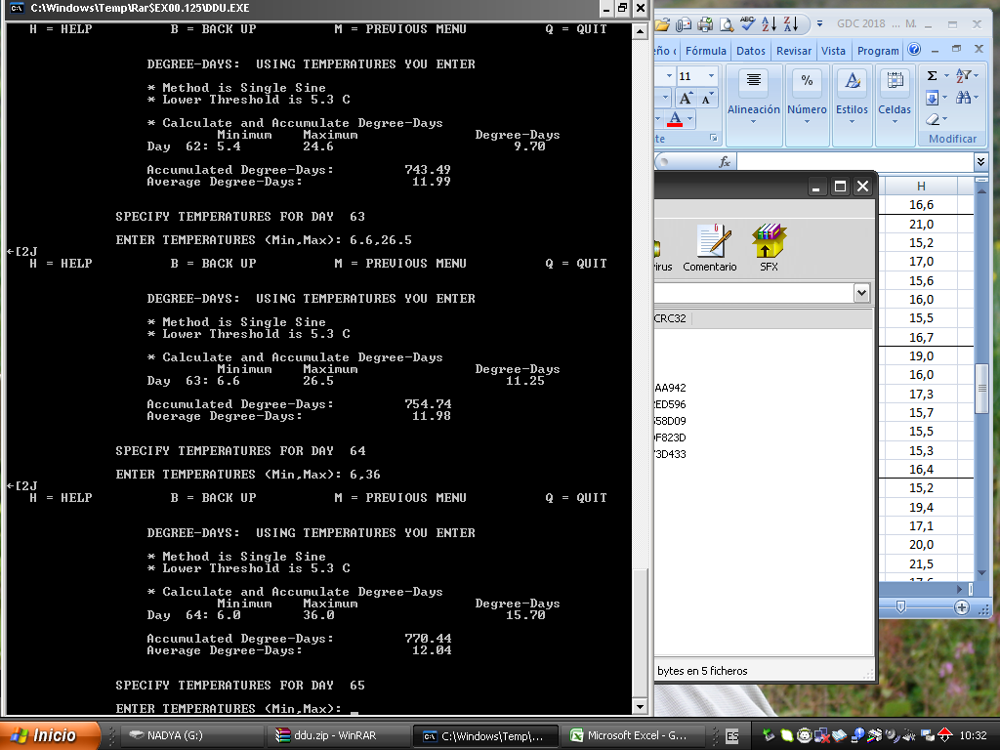 C:\Windows\Temp\Rar$EX00.125\DDU.EXE
H = HELP B = BACK UP M = PREVIOUS MENU Q = QUIT
DEGREE-DAYS: USING TEMPERATURES YOU ENTER
* Method is Single Sine
* Lower Threshold is 5.3 C
* Calculate and Accumulate Degree-Days
Minimum Maximum Degree-Days
Day 62: 5.4 24.6 9.70
Accumulated Degree-Days: 743.49
Average Degree-Days: 11.99
SPECIFY TEMPERATURES FOR DAY 63
ENTER TEMPERATURES (Min,Max): 6.6,26.5
←[2J
H = HELP B = BACK UP M = PREVIOUS MENU Q = QUIT
DEGREE-DAYS: USING TEMPERATURES YOU ENTER
* Method is Single Sine
* Lower Threshold is 5.3 C
* Calculate and Accumulate Degree-Days
Minimum Maximum Degree-Days
Day 63: 6.6 26.5 11.25
Accumulated Degree-Days: 754.74
Average Degree-Days: 11.98
SPECIFY TEMPERATURES FOR DAY 64
ENTER TEMPERATURES (Min,Max): 6,36
←[2J
H = HELP B = BACK UP M = PREVIOUS MENU Q = QUIT
DEGREE-DAYS: USING TEMPERATURES YOU ENTER
* Method is Single Sine
* Lower Threshold is 5.3 C
* Calculate and Accumulate Degree-Days
Minimum Maximum Degree-Days
Day 64: 6.0 36.0 15.70
Accumulated Degree-Days: 770.44
Average Degree-Days: 12.04
SPECIFY TEMPERATURES FOR DAY 65
ENTER TEMPERATURES (Min,Max): _
GDC 2018 ... M...
Fórmula Datos Revisar Vista Program
11
Alineación Número Estilos Celdas
Modificar
fx
H
16,6
21,0
15,2
17,0
15,6
16,0
15,5
16,7
19,0
16,0
17,3
15,7
15,5
15,3
16,4
15,2
19,4
17,1
20,0
21,5
17,6
Comentario SFX
CRC32
AA942
ED596
58D09
F823D
3D433
bytes en 5 ficheros
Inicio NADYA (G:) ddu.zip - WinRAR C:\Windows\Temp\... Microsoft Excel - G... ES 10:32